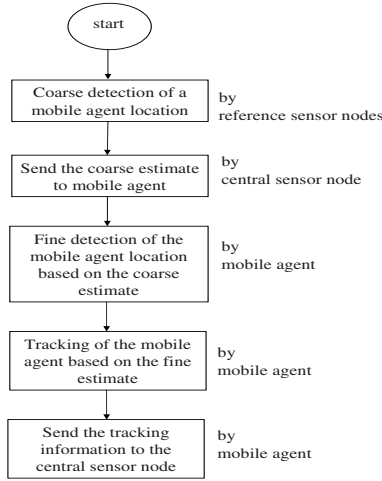 start
Coarse detection of a
mobile agent location
by
reference sensor nodes
Send the coarse estimate
to mobile agent
by
central sensor node
Fine detection of the
mobile agent location
based on the coarse
estimate
by
mobile agent
Tracking of the mobile
agent based on the fine
estimate
by
mobile agent
Send the tracking
information to the
central sensor node
by
mobile agent